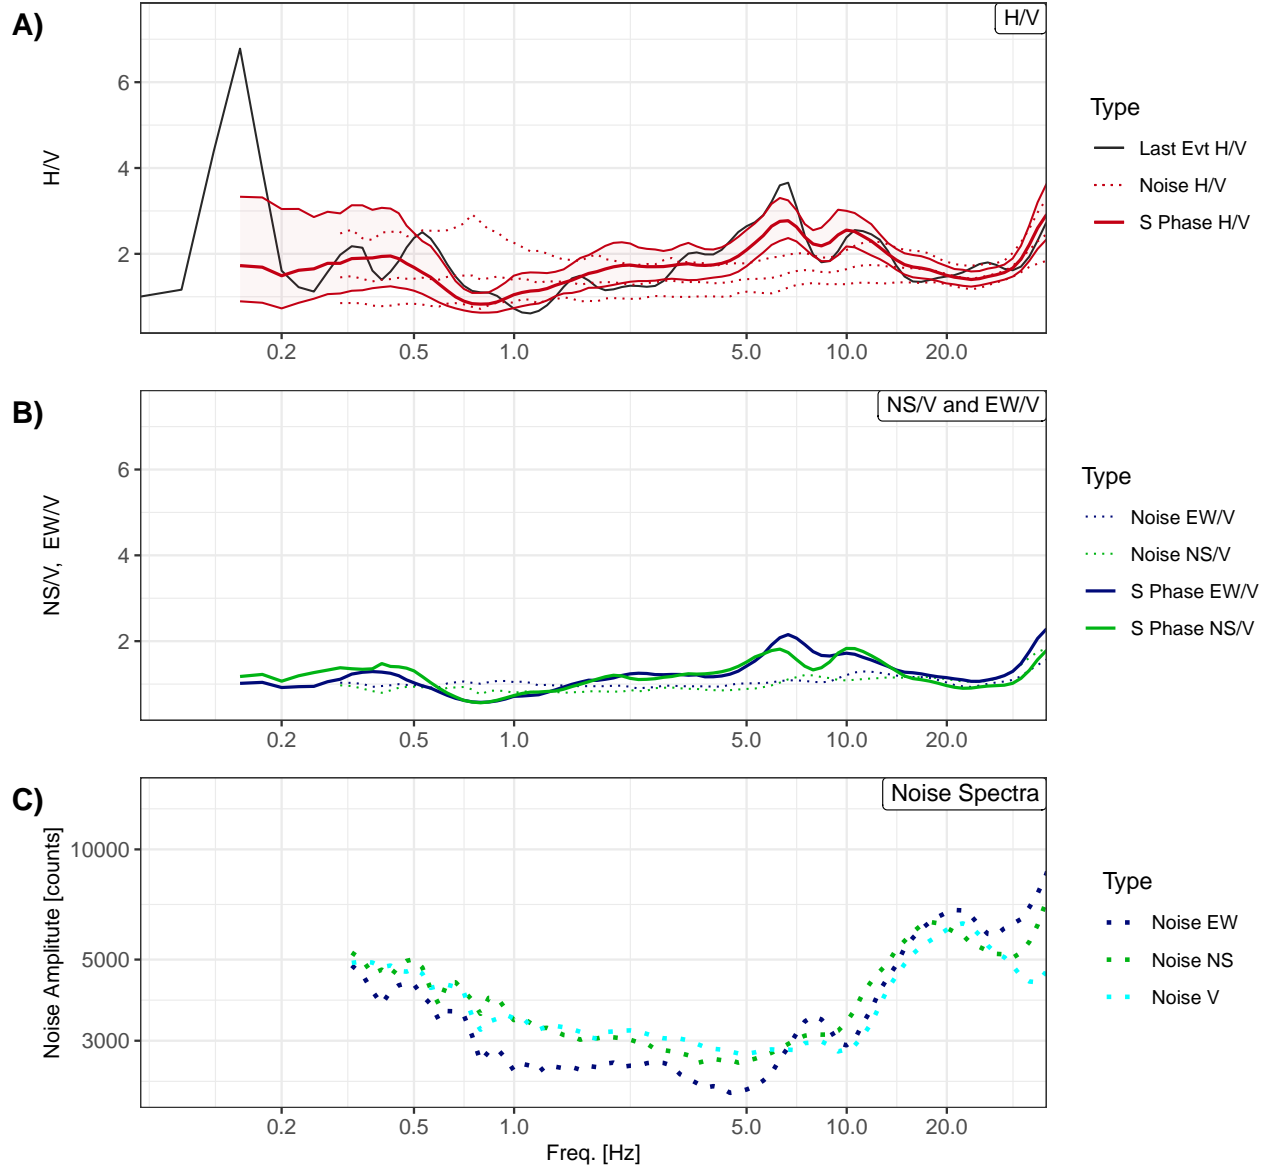 A)
H/V
6
4
2
H/V
0.2 0.5 1.0 5.0 10.0 20.0
Type
Last Evt H/V
Noise H/V
S Phase H/V
B)
NS/V and EW/V
6
4
2
NS/V, EW/V
0.2 0.5 1.0 5.0 10.0 20.0
Type
Noise EW/V
Noise NS/V
S Phase EW/V
S Phase NS/V
C)
Noise Spectra
10000
5000
3000
Noise Amplitute [counts]
0.2 0.5 1.0 5.0 10.0 20.0
Freq. [Hz]
Type
Noise EW
Noise NS
Noise V